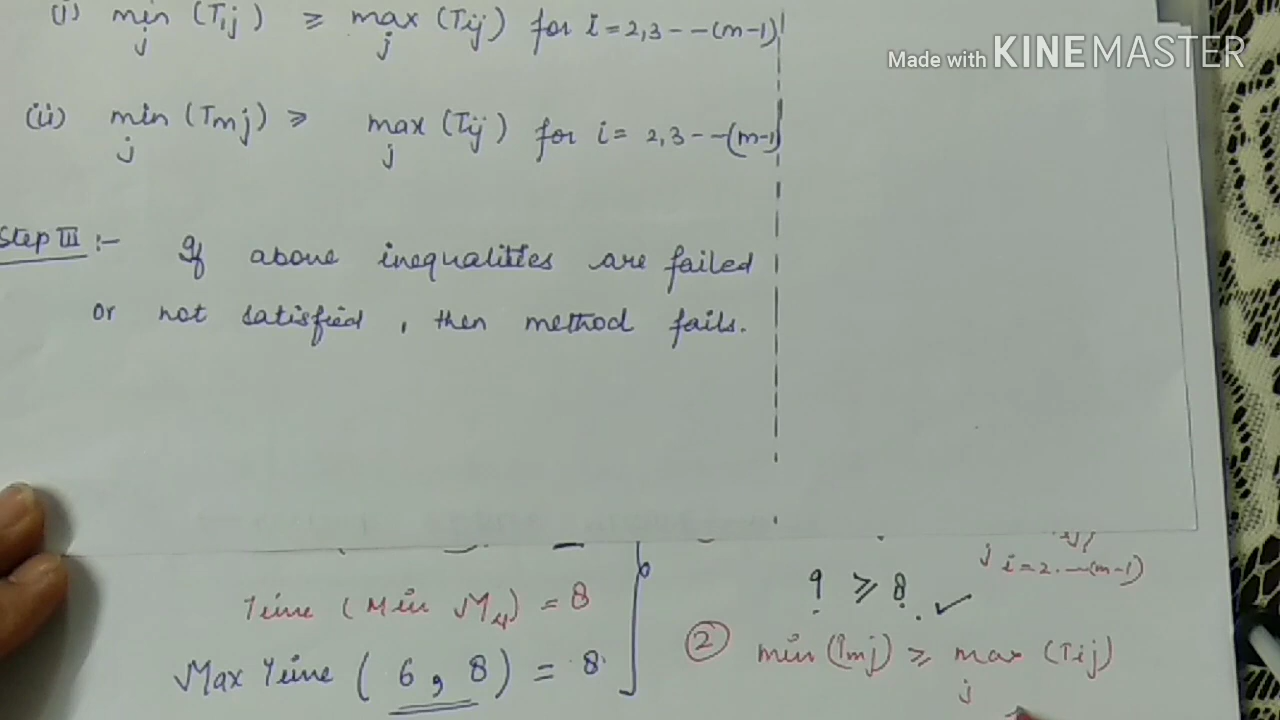 (i) min (Tij) ≥ max (Tij) for i = 2,3 - - (m-1)
j j
(ii) min (Tmj) ≥ max (Tij) for i = 2,3 - - (m-1)
j j
Step III :- If above inequalities are failed
or not satisfied, then method fails.
Made with KINEMASTER
Time (Min M4) = 8
Max Time (6, 8) = 8
j i = 2. - - (m-1)
9 ≥ 8 ✓
② min (Tmj) ≥ max (Tij)
j